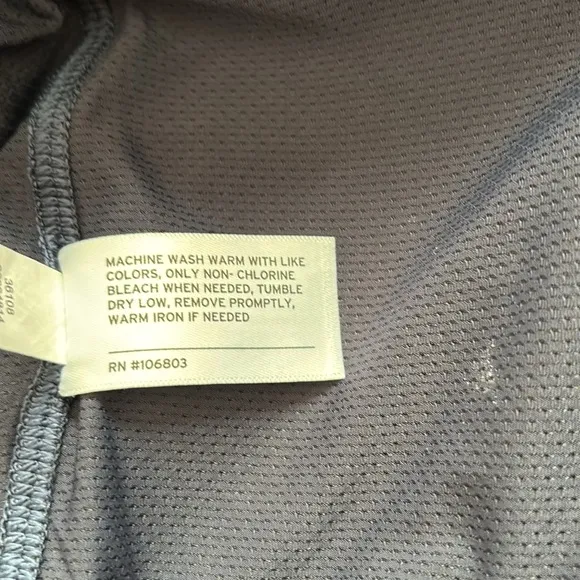 MACHINE WASH WARM WITH LIKE
COLORS, ONLY NON- CHLORINE
BLEACH WHEN NEEDED, TUMBLE
DRY LOW, REMOVE PROMPTLY,
WARM IRON IF NEEDED
RN #106803
36108